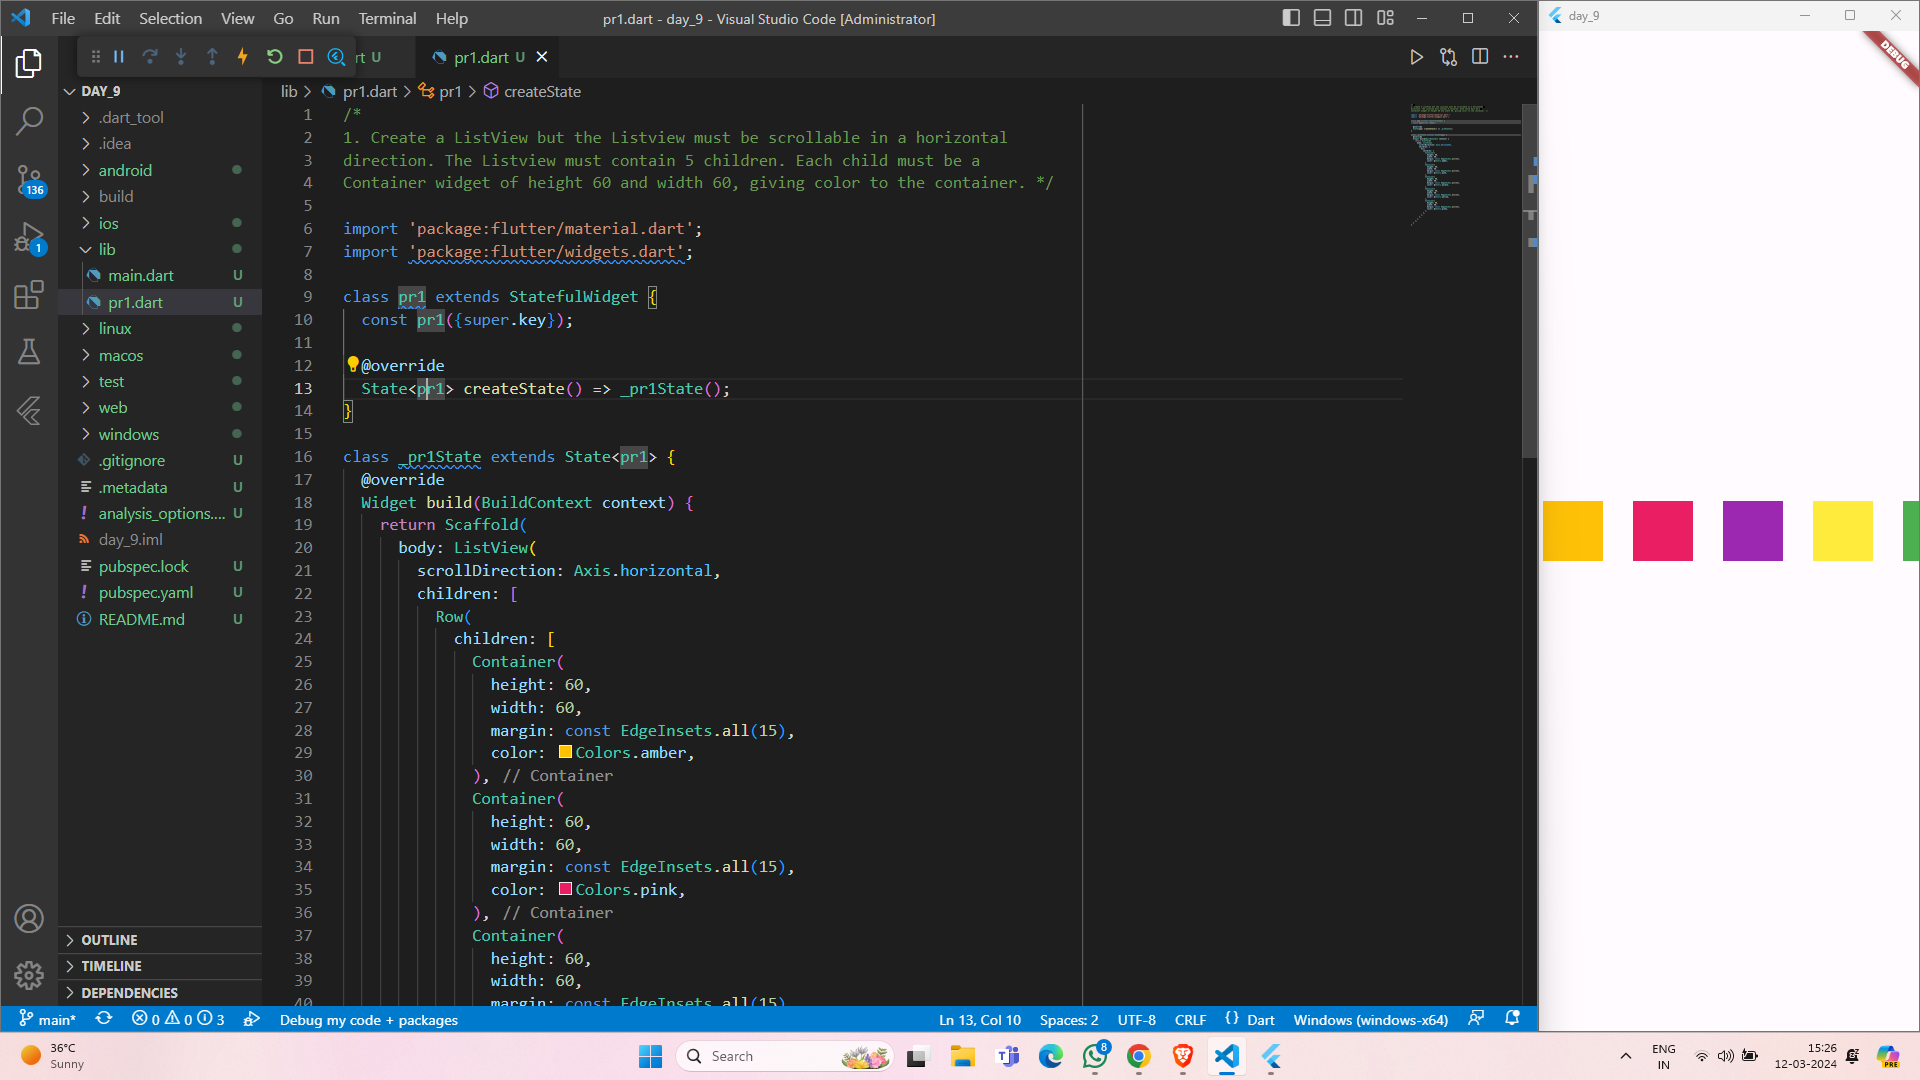 File Edit Selection View Go Run Terminal Help
pr1.dart - day_9 - Visual Studio Code [Administrator]
day_9
DEBUG
rt U
pr1.dart U
DAY_9
lib > pr1.dart > pr1 > createState
.dart_tool
.idea
android
build
ios
lib
main.dart U
pr1.dart U
linux
macos
test
web
windows
.gitignore U
.metadata U
analysis_options.... U
day_9.iml
pubspec.lock U
pubspec.yaml U
README.md U
136
1
OUTLINE
TIMELINE
DEPENDENCIES
1 /*
2 1. Create a ListView but the Listview must be scrollable in a horizontal
3 direction. The Listview must contain 5 children. Each child must be a
4 Container widget of height 60 and width 60, giving color to the container. */
5
6 import 'package:flutter/material.dart';
7 import 'package:flutter/widgets.dart';
8
9 class pr1 extends StatefulWidget {
10 const pr1({super.key});
11
12 @override
13 State<pr1> createState() => _pr1State();
14 }
15
16 class _pr1State extends State<pr1> {
17 @override
18 Widget build(BuildContext context) {
19 return Scaffold(
20 body: ListView(
21 scrollDirection: Axis.horizontal,
22 children: [
23 Row(
24 children: [
25 Container(
26 height: 60,
27 width: 60,
28 margin: const EdgeInsets.all(15),
29 color: Colors.amber,
30 ), // Container
31 Container(
32 height: 60,
33 width: 60,
34 margin: const EdgeInsets.all(15),
35 color: Colors.pink,
36 ), // Container
37 Container(
38 height: 60,
39 width: 60,
40 margin: const EdgeInsets.all(15)
main* 0 0 3 Debug my code + packages Ln 13, Col 10 Spaces: 2 UTF-8 CRLF {} Dart Windows (windows-x64)
36°C
Sunny
Search
8
ENG
IN
15:26
12-03-2024
PRE